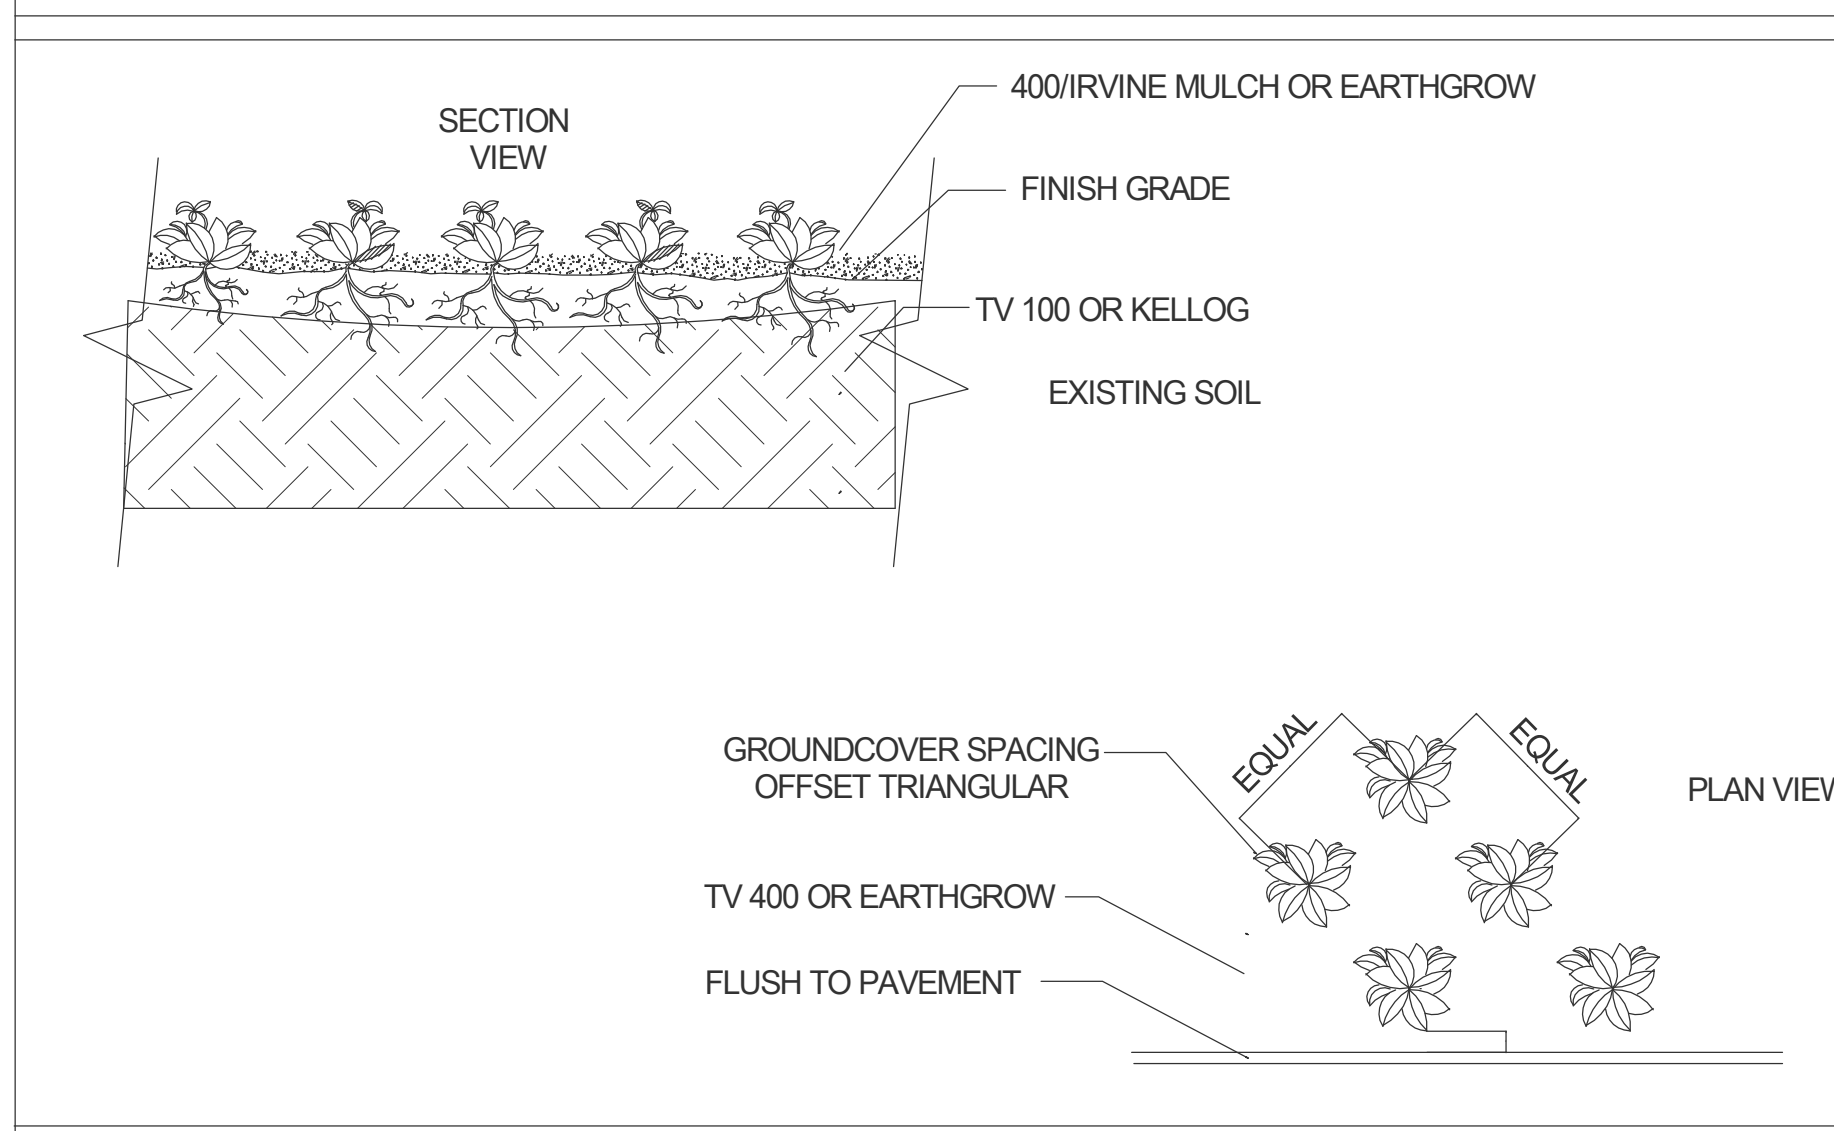 SECTION
VIEW
400/IRVINE MULCH OR EARTHGROW
FINISH GRADE
TV 100 OR KELLOG
EXISTING SOIL
GROUNDCOVER SPACING
OFFSET TRIANGULAR
EQUAL
EQUAL
PLAN VIEW
TV 400 OR EARTHGROW
FLUSH TO PAVEMENT